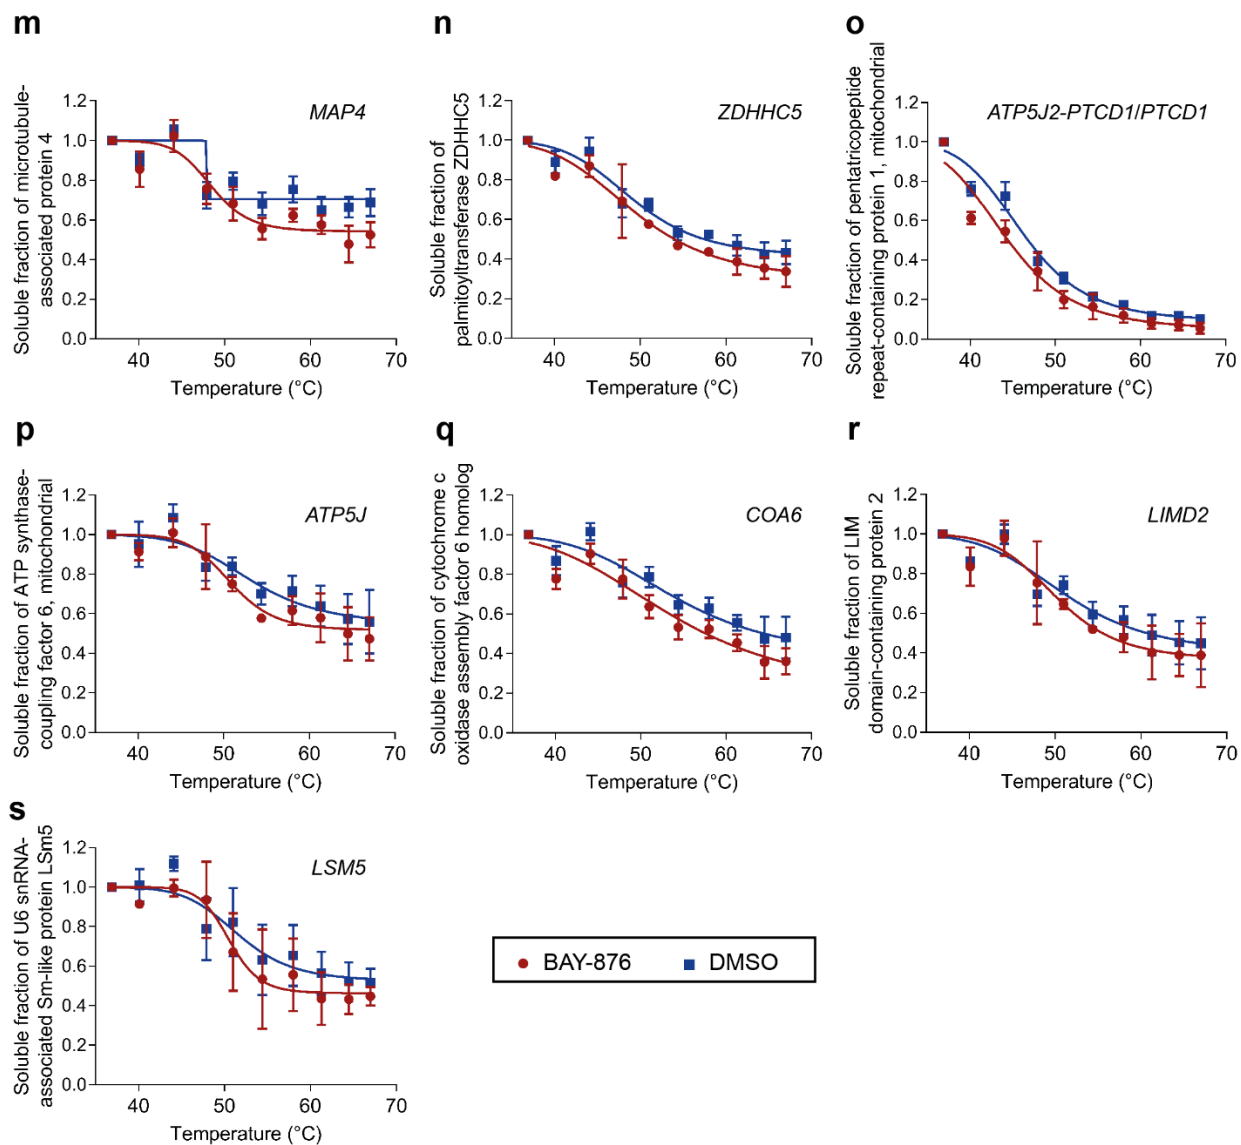 m
Soluble fraction of microtubule-
associated protein 4
MAP4
1.2
1.0
0.8
0.6
0.4
0.2
0.0
40 50 60 70
Temperature (°C)
n
Soluble fraction of
palmitoyltransferase ZDHHC5
ZDHHC5
1.2
1.0
0.8
0.6
0.4
0.2
0.0
40 50 60 70
Temperature (°C)
o
Soluble fraction of pentatricopeptide
repeat-containing protein 1, mitochondrial
ATP5J2-PTCD1/PTCD1
1.2
1.0
0.8
0.6
0.4
0.2
0.0
40 50 60 70
Temperature (°C)
p
Soluble fraction of ATP synthase-
coupling factor 6, mitochondrial
ATP5J
1.2
1.0
0.8
0.6
0.4
0.2
0.0
40 50 60 70
Temperature (°C)
q
Soluble fraction of cytochrome c
oxidase assembly factor 6 homolog
COA6
1.2
1.0
0.8
0.6
0.4
0.2
0.0
40 50 60 70
Temperature (°C)
r
Soluble fraction of LIM
domain-containing protein 2
LIMD2
1.2
1.0
0.8
0.6
0.4
0.2
0.0
40 50 60 70
Temperature (°C)
s
Soluble fraction of U6 snRNA-
associated Sm-like protein LSm5
LSM5
1.2
1.0
0.8
0.6
0.4
0.2
0.0
40 50 60 70
Temperature (°C)
BAY-876 DMSO